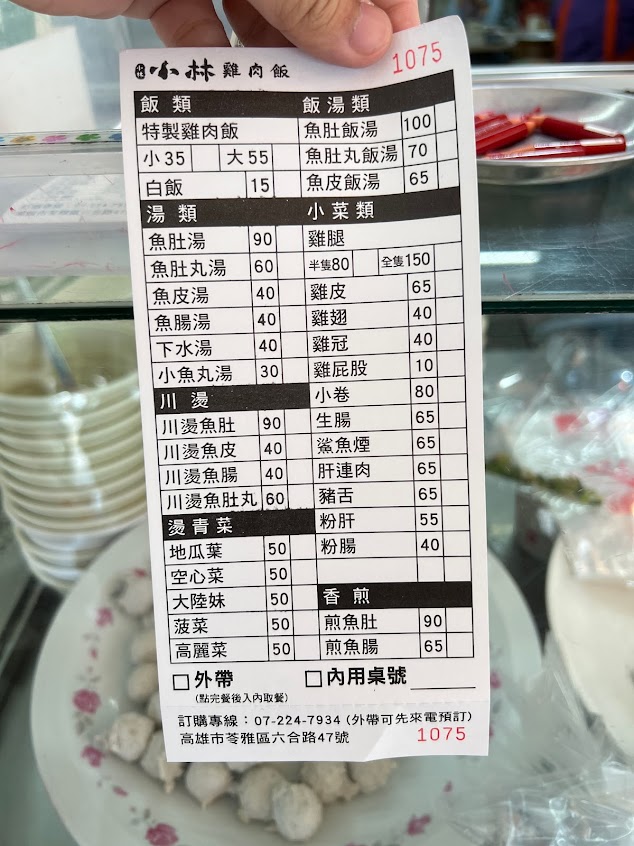 小林雞肉飯 1075
飯類
特製雞肉飯
小35 大55
白飯 15
湯類
魚肚湯 90
魚肚丸湯 60
魚皮湯 40
魚腸湯 40
下水湯 40
小魚丸湯 30
川燙
川燙魚肚 90
川燙魚皮 40
川燙魚腸 40
川燙魚肚丸 60
燙青菜
地瓜葉 50
空心菜 50
大陸妹 50
菠菜 50
高麗菜 50
飯湯類
魚肚飯湯 100
魚肚丸飯湯 70
魚皮飯湯 65
小菜類
雞腿
半隻80 全隻150
雞皮 65
雞翅 40
雞冠 40
雞屁股 10
小卷 80
生腸 65
鯊魚煙 65
肝連肉 65
豬舌 65
粉肝 55
粉腸 40
香煎
煎魚肚 90
煎魚腸 65
外帶 內用桌號
(點完餐後入內取餐)
訂購專線：07-224-7934 (外帶可先來電預訂)
高雄市苓雅區六合路47號 1075